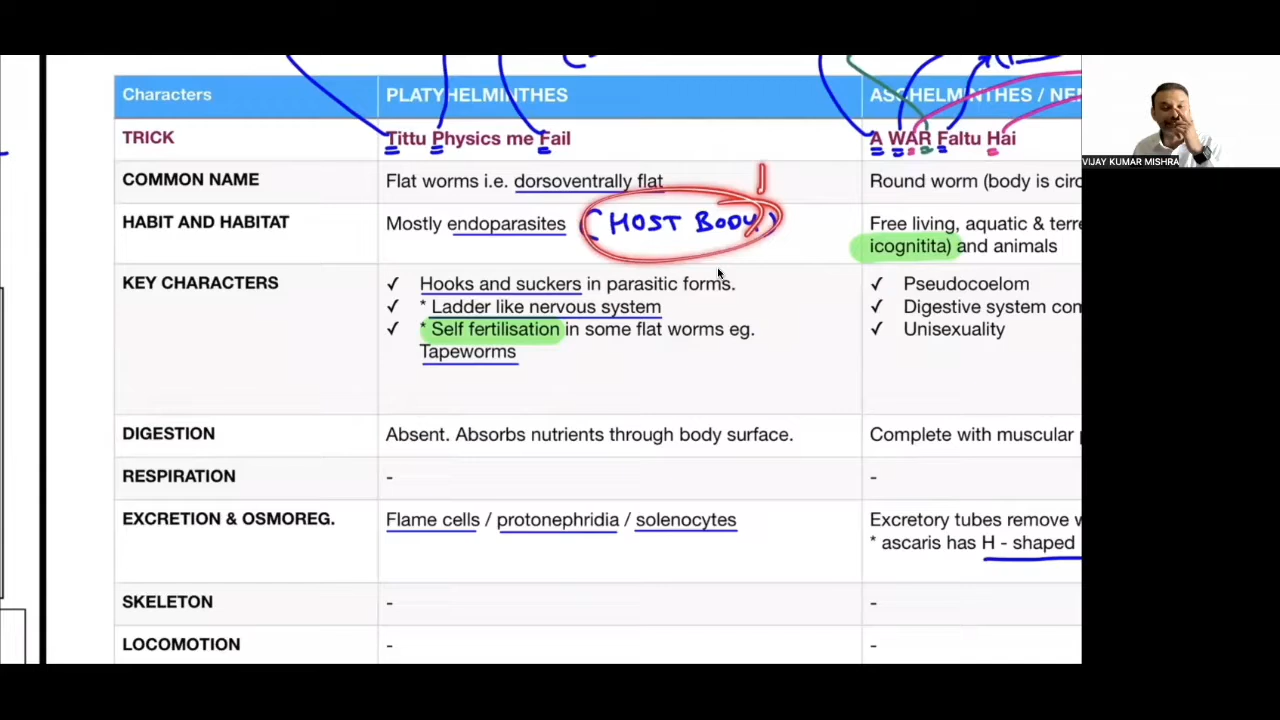 Characters PLATYHELMINTHES ASCHELMINTHES / NEM
TRICK Tittu Physics me Fail A WAR Faltu Hai
COMMON NAME Flat worms i.e. dorsoventrally flat Round worm (body is circ
HABIT AND HABITAT Mostly endoparasites (HOST BODY) Free living, aquatic & terre
icognitita) and animals
KEY CHARACTERS ✓ Hooks and suckers in parasitic forms. ✓ Pseudocoelom
✓ * Ladder like nervous system ✓ Digestive system com
✓ * Self fertilisation in some flat worms eg. ✓ Unisexuality
Tapeworms
DIGESTION Absent. Absorbs nutrients through body surface. Complete with muscular
RESPIRATION - -
EXCRETION & OSMOREG. Flame cells / protonephridia / solenocytes Excretory tubes remove w
* ascaris has H - shaped
SKELETON - -
LOCOMOTION - -
VIJAY KUMAR MISHRA